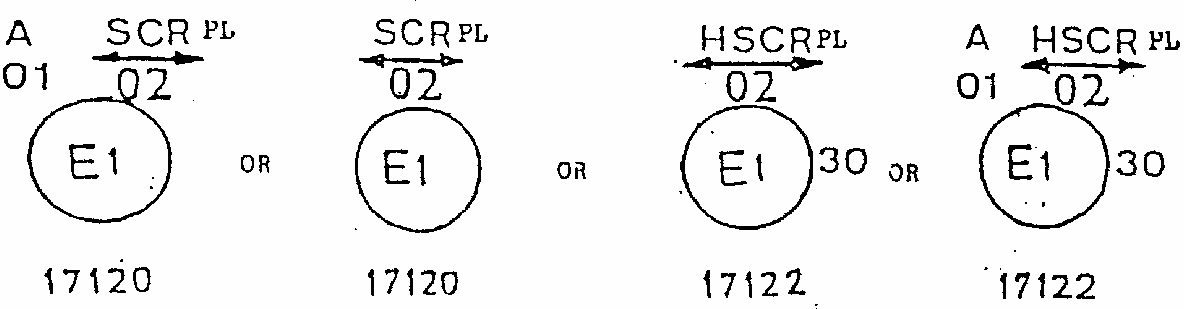 A SCR PL SCR PL HSCR PL A HSCR PL
01 02 02 02 01 02
E1 OR E1 OR E1 30 OR E1 30
17120 17120 17122 17122